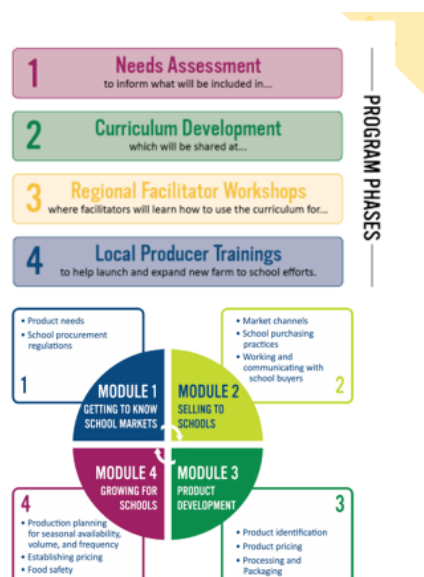 1
Needs Assessment
to inform what will be included in...
2
Curriculum Development
which will be shared at...
3
Regional Facilitator Workshops
where facilitators will learn how to use the curriculum for...
4
Local Producer Trainings
to help launch and expand new farm to school efforts.
PROGRAM PHASES
• Product needs
• School procurement
regulations
1
• Market channels
• School purchasing
practices
• Working and
communicating with
school buyers
2
MODULE 1
GETTING TO KNOW
SCHOOL MARKETS
MODULE 2
SELLING TO
SCHOOLS
MODULE 4
GROWING FOR
SCHOOLS
MODULE 3
PRODUCT
DEVELOPMENT
4
• Production planning
for seasonal availability,
volume, and frequency
• Establishing pricing
• Food safety
3
• Product identification
• Product pricing
• Processing and
Packaging